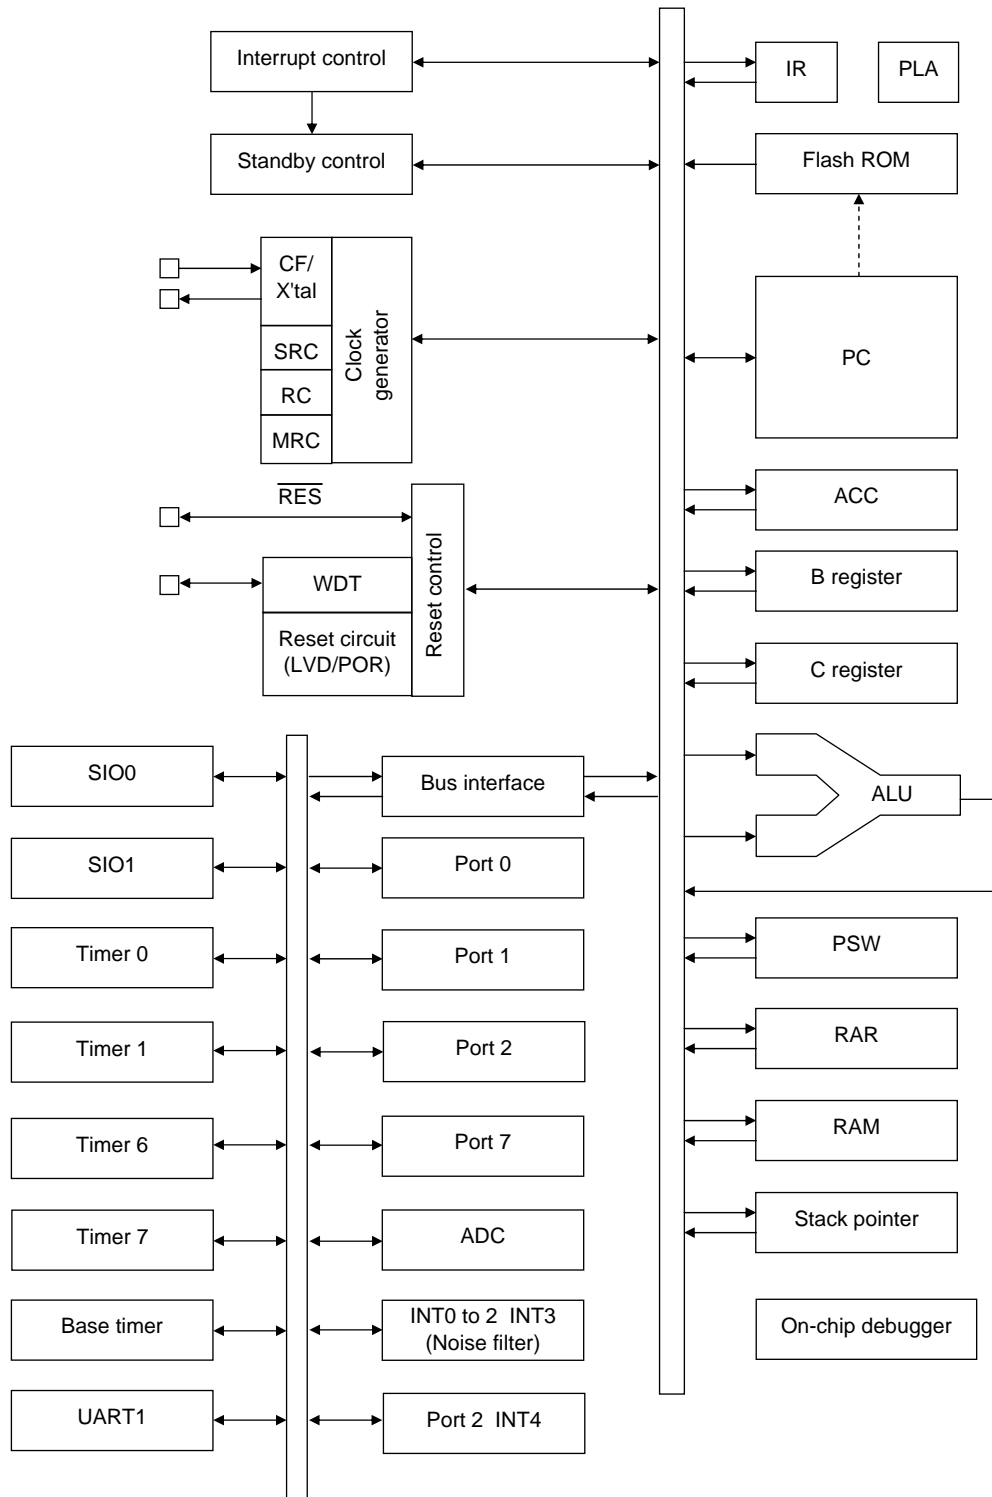 Interrupt control
IR
PLA
Standby control
Flash ROM
CF/
X'tal
SRC
RC
MRC
Clock
generator
PC
RES
WDT
Reset circuit
(LVD/POR)
Reset control
ACC
B register
C register
SIO0
Bus interface
ALU
SIO1
Port 0
Timer 0
Port 1
PSW
Timer 1
Port 2
RAR
Timer 6
Port 7
RAM
Timer 7
ADC
Stack pointer
Base timer
INT0 to 2 INT3
(Noise filter)
On-chip debugger
UART1
Port 2 INT4